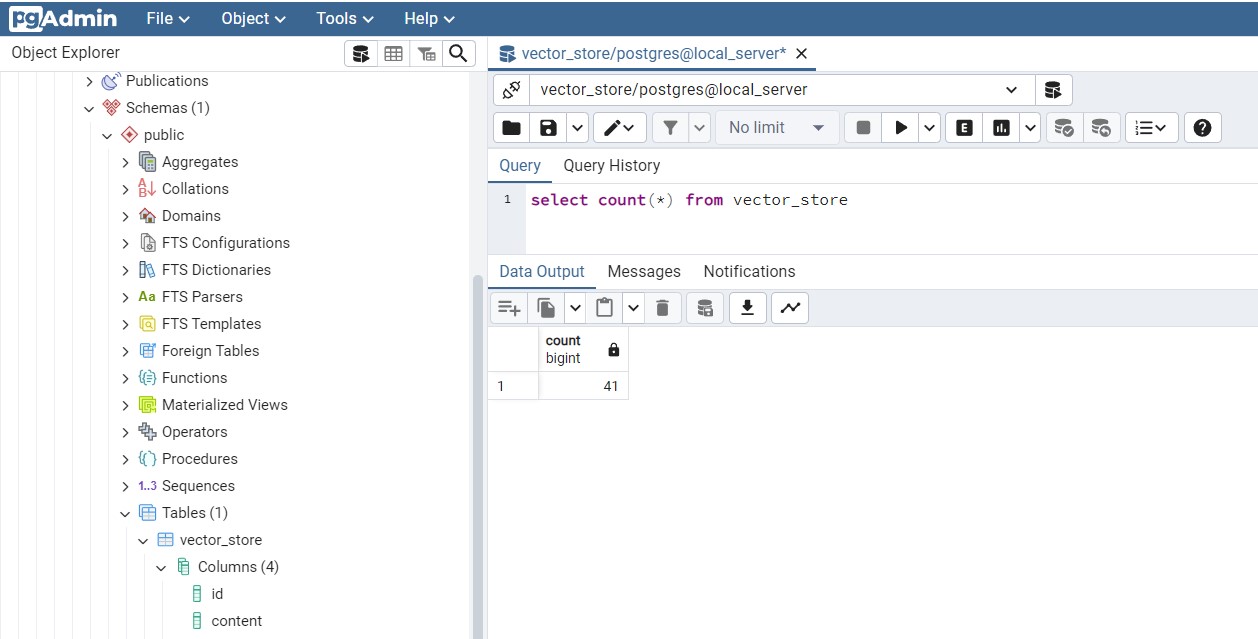 pgAdmin File Object Tools Help
Object Explorer
Publications
Schemas (1)
public
Aggregates
Collations
Domains
FTS Configurations
FTS Dictionaries
Aa FTS Parsers
FTS Templates
Foreign Tables
Functions
Materialized Views
Operators
Procedures
1..3 Sequences
Tables (1)
vector_store
Columns (4)
id
content
vector_store/postgres@local_server*
vector_store/postgres@local_server
No limit E
Query Query History
1 select count(*) from vector_store
Data Output Messages Notifications
count
bigint
1 41